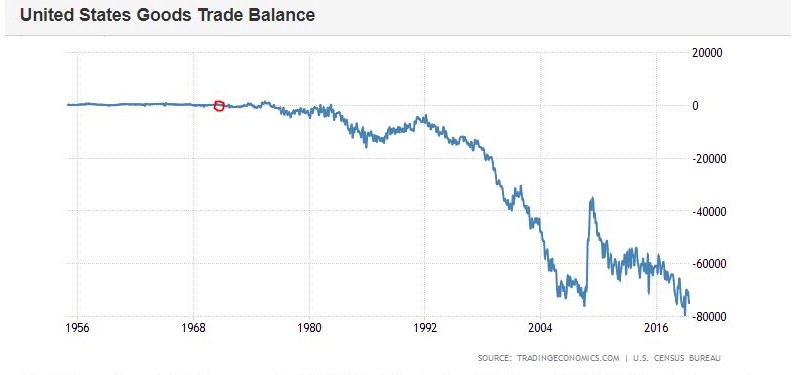 United States Goods Trade Balance
20000
0
-20000
-40000
-60000
-80000
1956 1968 1980 1992 2004 2016
SOURCE: TRADINGECONOMICS.COM | U.S. CENSUS BUREAU